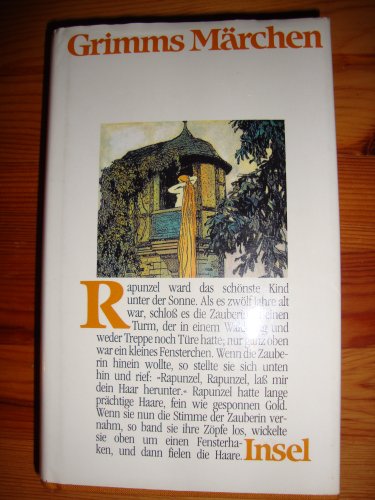 Grimms Märchen
Rapunzel ward das schönste Kind
unter der Sonne. Als es zwölf Jahre alt
war, schloß es die Zauberin einen
Turm, der in einem Wald und
weder Treppe noch Türe hatte; nur ganz oben
war ein kleines Fensterchen. Wenn die Zaube-
rin hinein wollte, so stellte sie sich unten
hin und rief: »Rapunzel, Rapunzel, laß mir
dein Haar herunter.« Rapunzel hatte lange
prächtige Haare, fein wie gesponnen Gold.
Wenn sie nun die Stimme der Zauberin ver-
nahm, so band sie ihre Zöpfe los, wickelte
sie oben um einen Fensterha-
ken, und dann fielen die Haare.
Insel